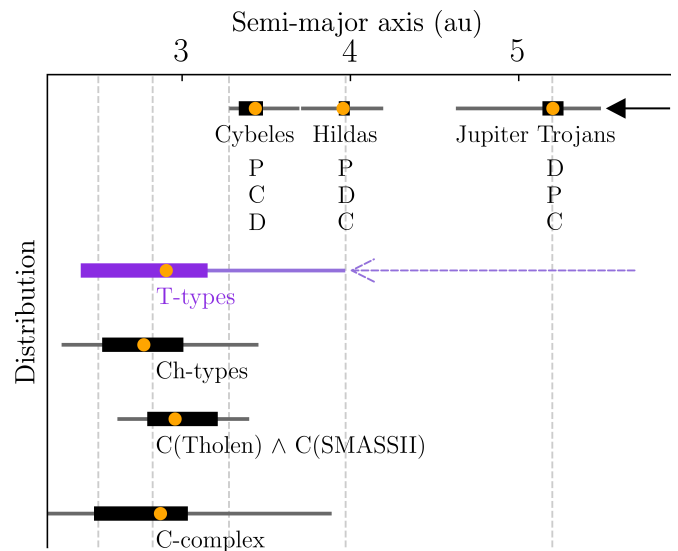 Semi-major axis (au)
3 4 5
Cybeles Hildas Jupiter Trojans
P P D
C D P
D C C
Distribution
T-types
Ch-types
C(Tholen) ∧ C(SMASSII)
C-complex